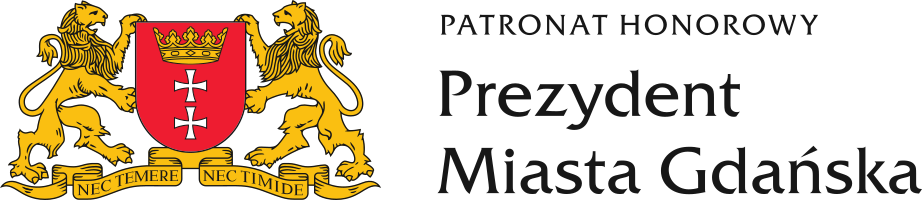 PATRONAT HONOROWY
Prezydent
Miasta Gdańska
NEC TEMERE NEC TIMIDE